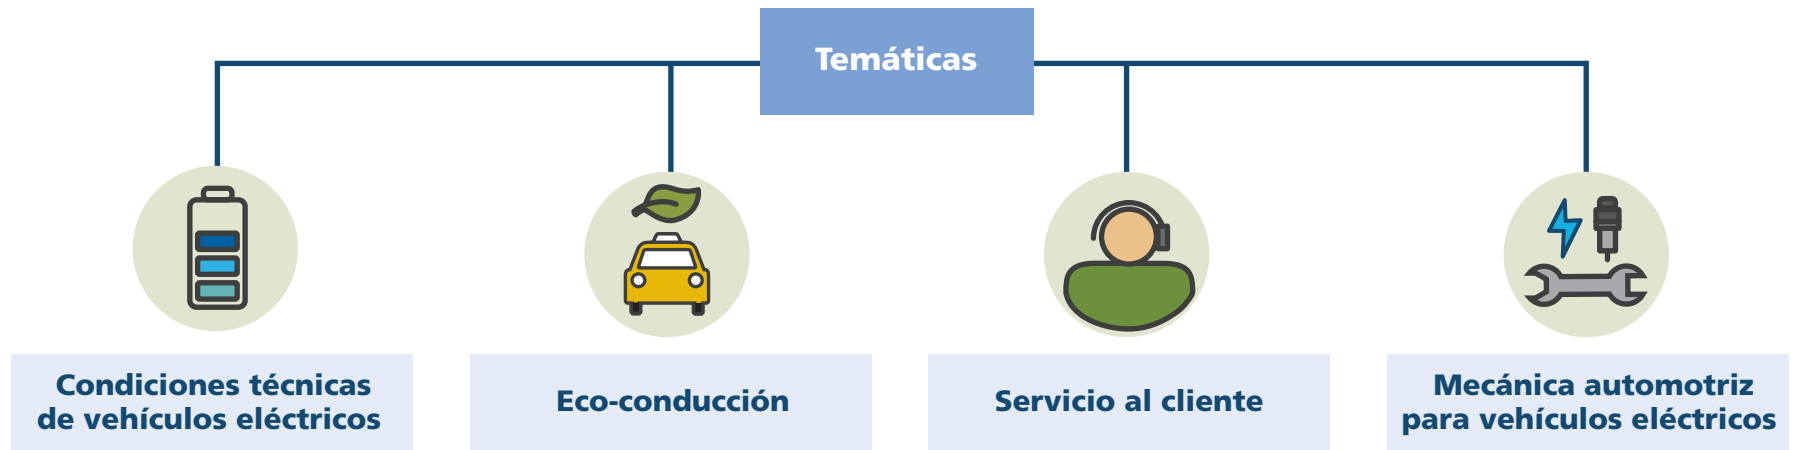 Temáticas
Condiciones técnicas
de vehículos eléctricos
Eco-conducción
Servicio al cliente
Mecánica automotriz
para vehículos eléctricos